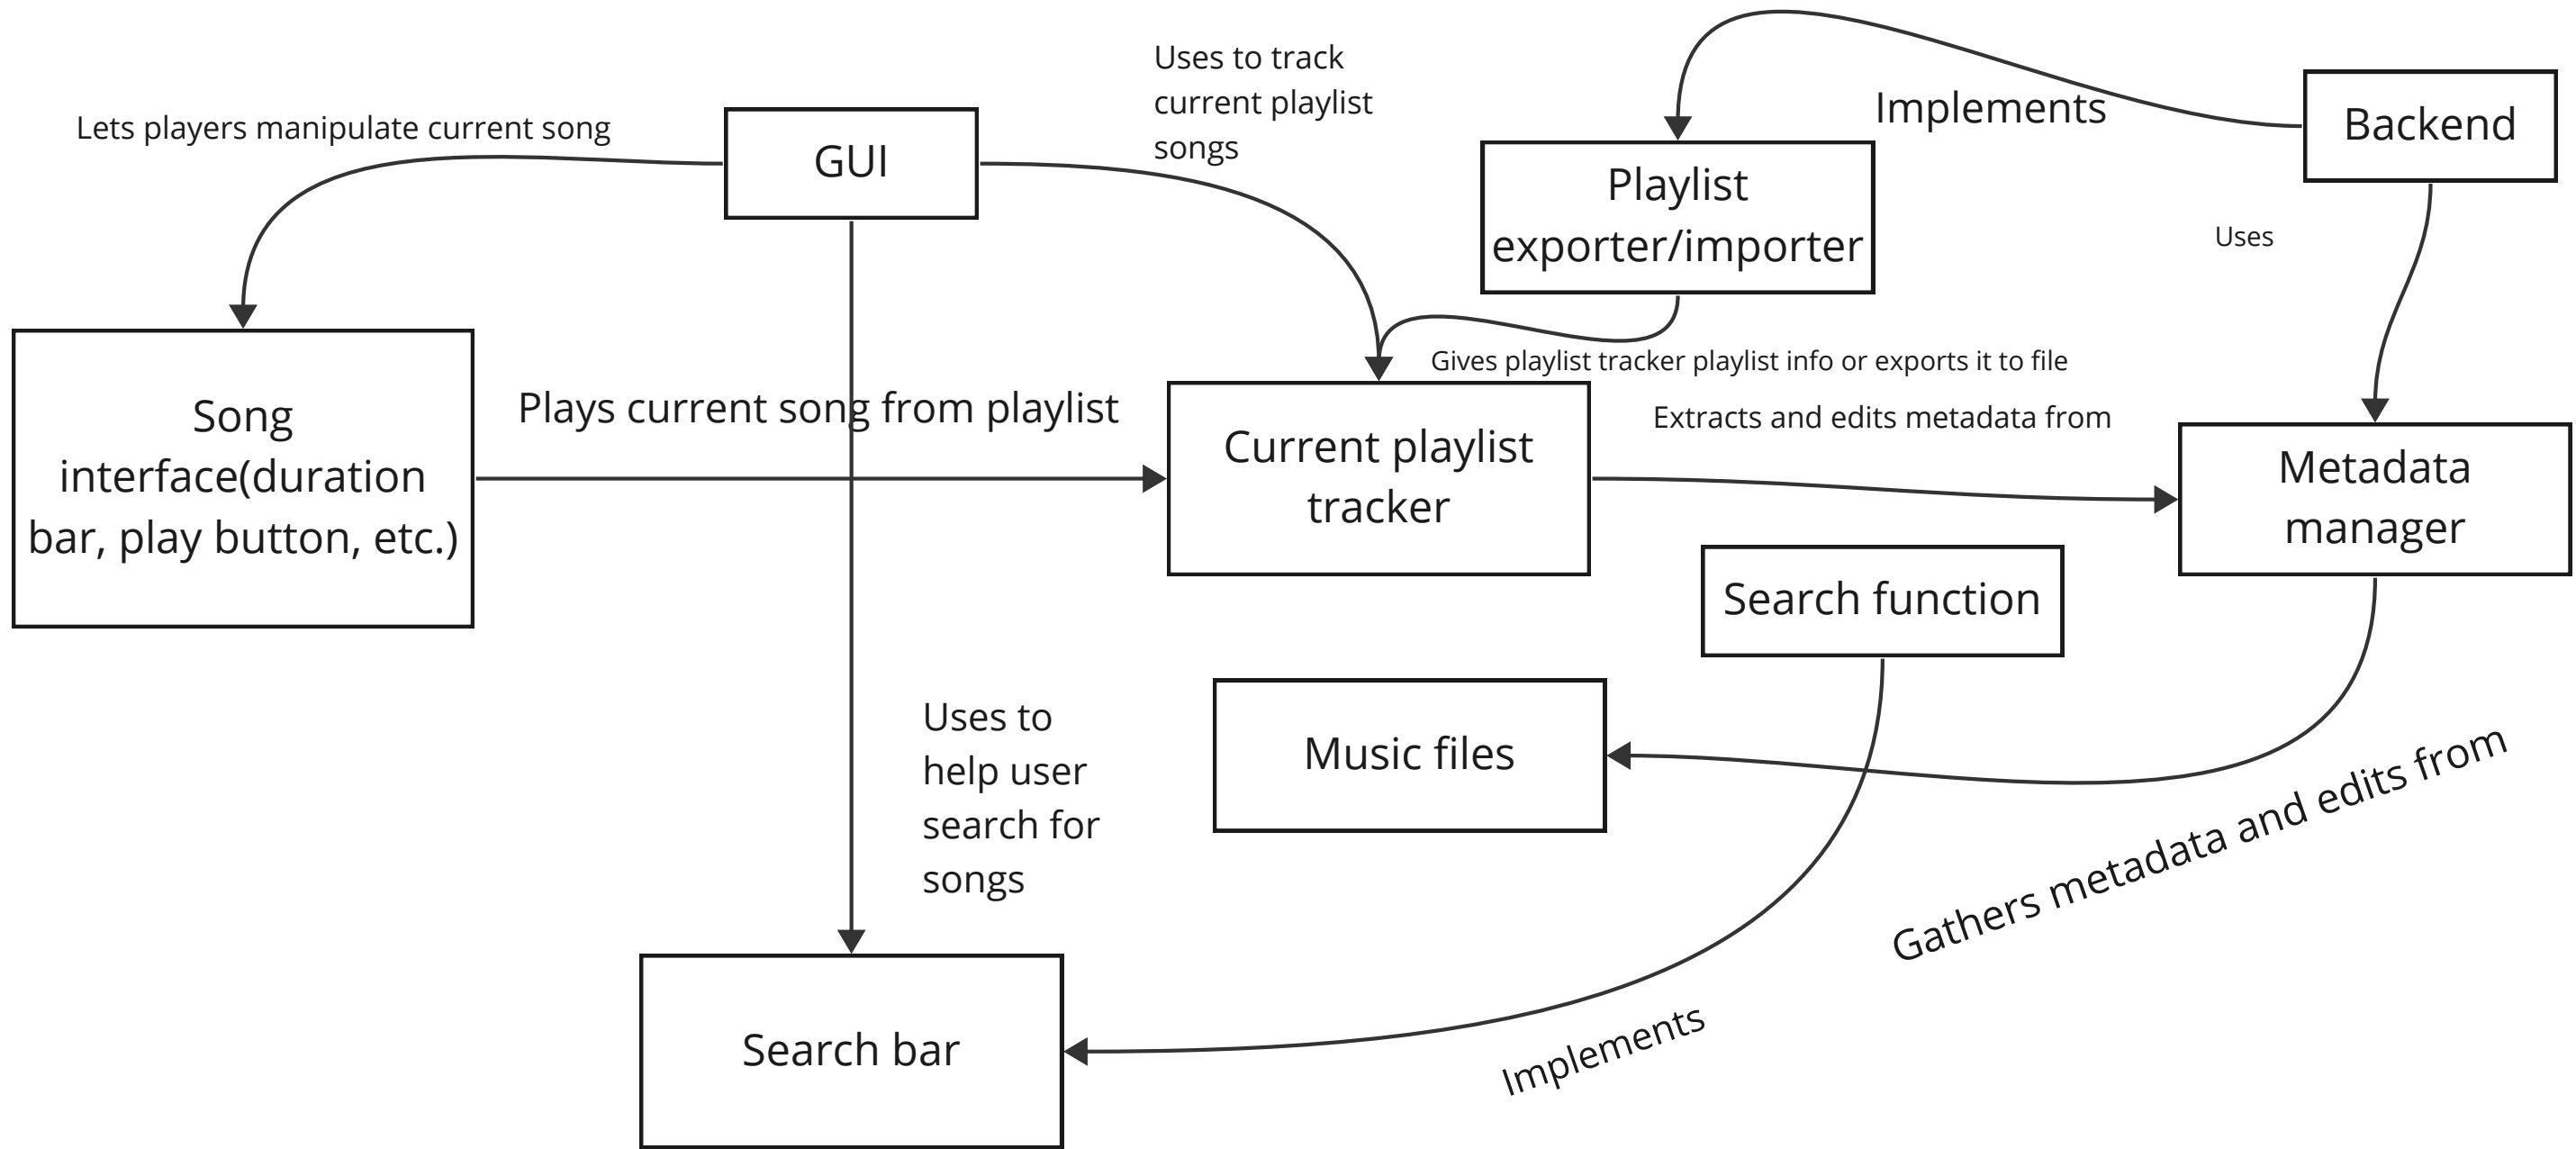 Uses to track
current playlist
songs
Implements
Backend
Lets players manipulate current song
GUI
Playlist
exporter/importer
Uses
Gives playlist tracker playlist info or exports it to file
Song
interface(duration
bar, play button, etc.)
Plays current song from playlist
Current playlist
tracker
Extracts and edits metadata from
Metadata
manager
Search function
Music files
Uses to
help user
search for
songs
Gathers metadata and edits from
Search bar
Implements